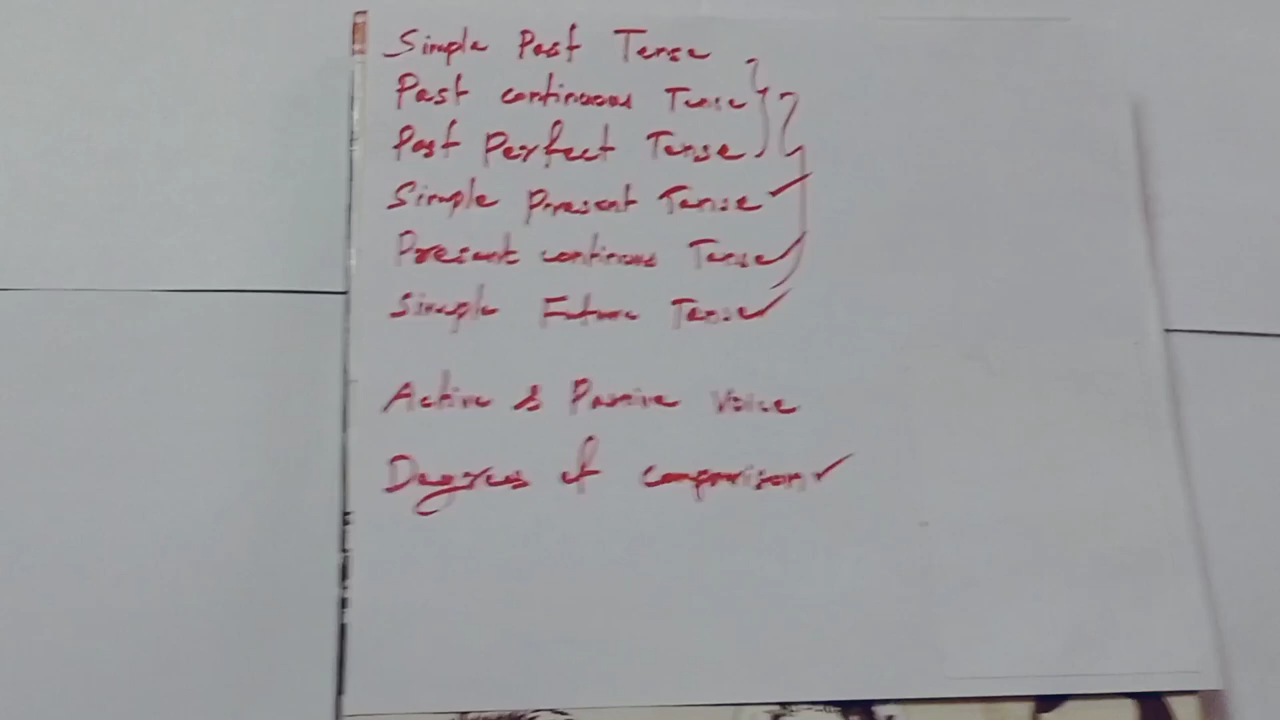 Simple Past Tense
Past continuous Tense
Past Perfect Tense
Simple Present Tense
Present continuous Tense
Simple Future Tense
Active & Passive Voice
Degrees of comparison